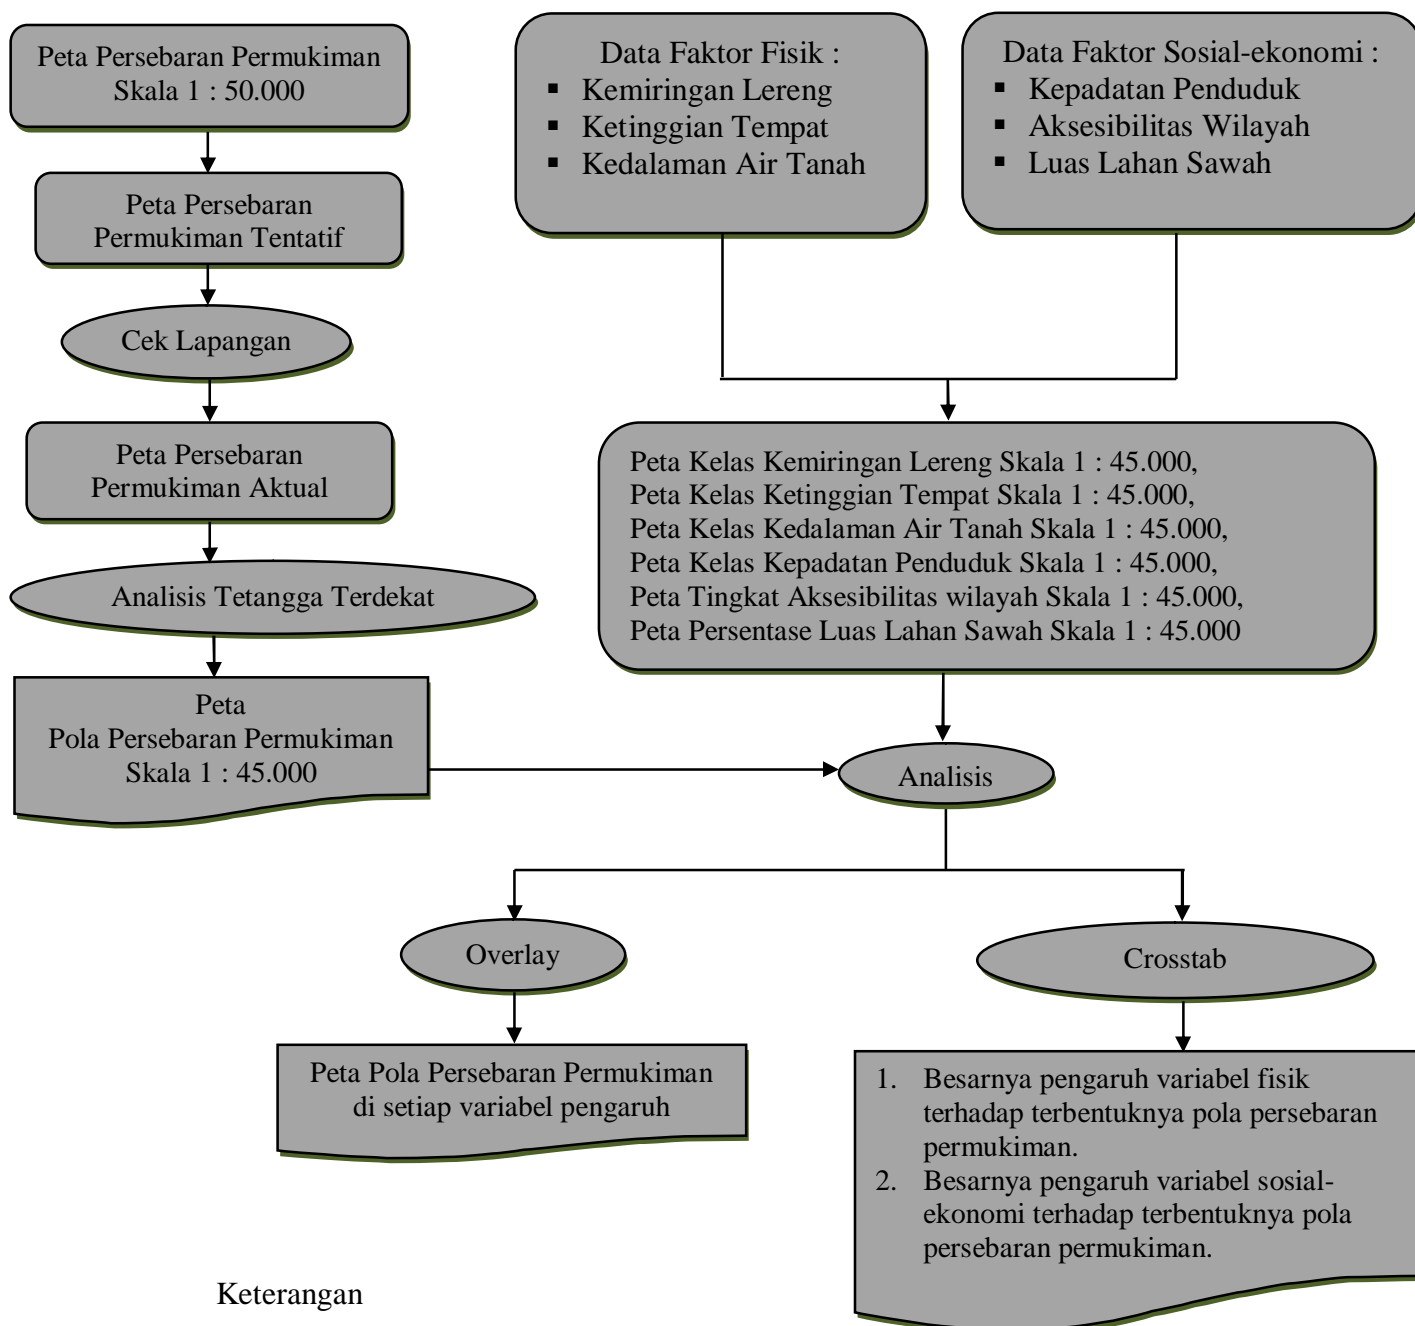 Peta Persebaran Permukiman
Skala 1 : 50.000
Peta Persebaran
Permukiman Tentatif
Cek Lapangan
Peta Persebaran
Permukiman Aktual
Analisis Tetangga Terdekat
Peta
Pola Persebaran Permukiman
Skala 1 : 45.000
Data Faktor Fisik :
▪ Kemiringan Lereng
▪ Ketinggian Tempat
▪ Kedalaman Air Tanah
Data Faktor Sosial-ekonomi :
▪ Kepadatan Penduduk
▪ Aksesibilitas Wilayah
▪ Luas Lahan Sawah
Peta Kelas Kemiringan Lereng Skala 1 : 45.000,
Peta Kelas Ketinggian Tempat Skala 1 : 45.000,
Peta Kelas Kedalaman Air Tanah Skala 1 : 45.000,
Peta Kelas Kepadatan Penduduk Skala 1 : 45.000,
Peta Tingkat Aksesibilitas wilayah Skala 1 : 45.000,
Peta Persentase Luas Lahan Sawah Skala 1 : 45.000
Analisis
Overlay
Crosstab
Peta Pola Persebaran Permukiman
di setiap variabel pengaruh
1. Besarnya pengaruh variabel fisik
terhadap terbentuknya pola persebaran
permukiman.
2. Besarnya pengaruh variabel sosial-
ekonomi terhadap terbentuknya pola
persebaran permukiman.
Keterangan